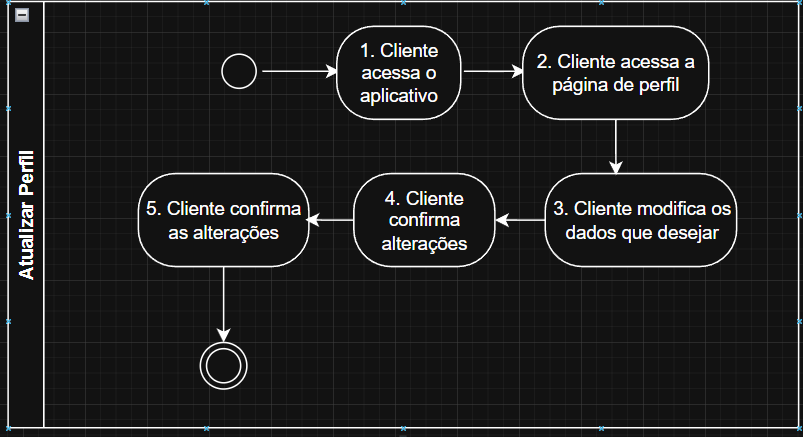 Atualizar Perfil
1. Cliente
acessa o
aplicativo
2. Cliente acessa a
página de perfil
3. Cliente modifica os
dados que desejar
4. Cliente
confirma
alterações
5. Cliente confirma
as alterações